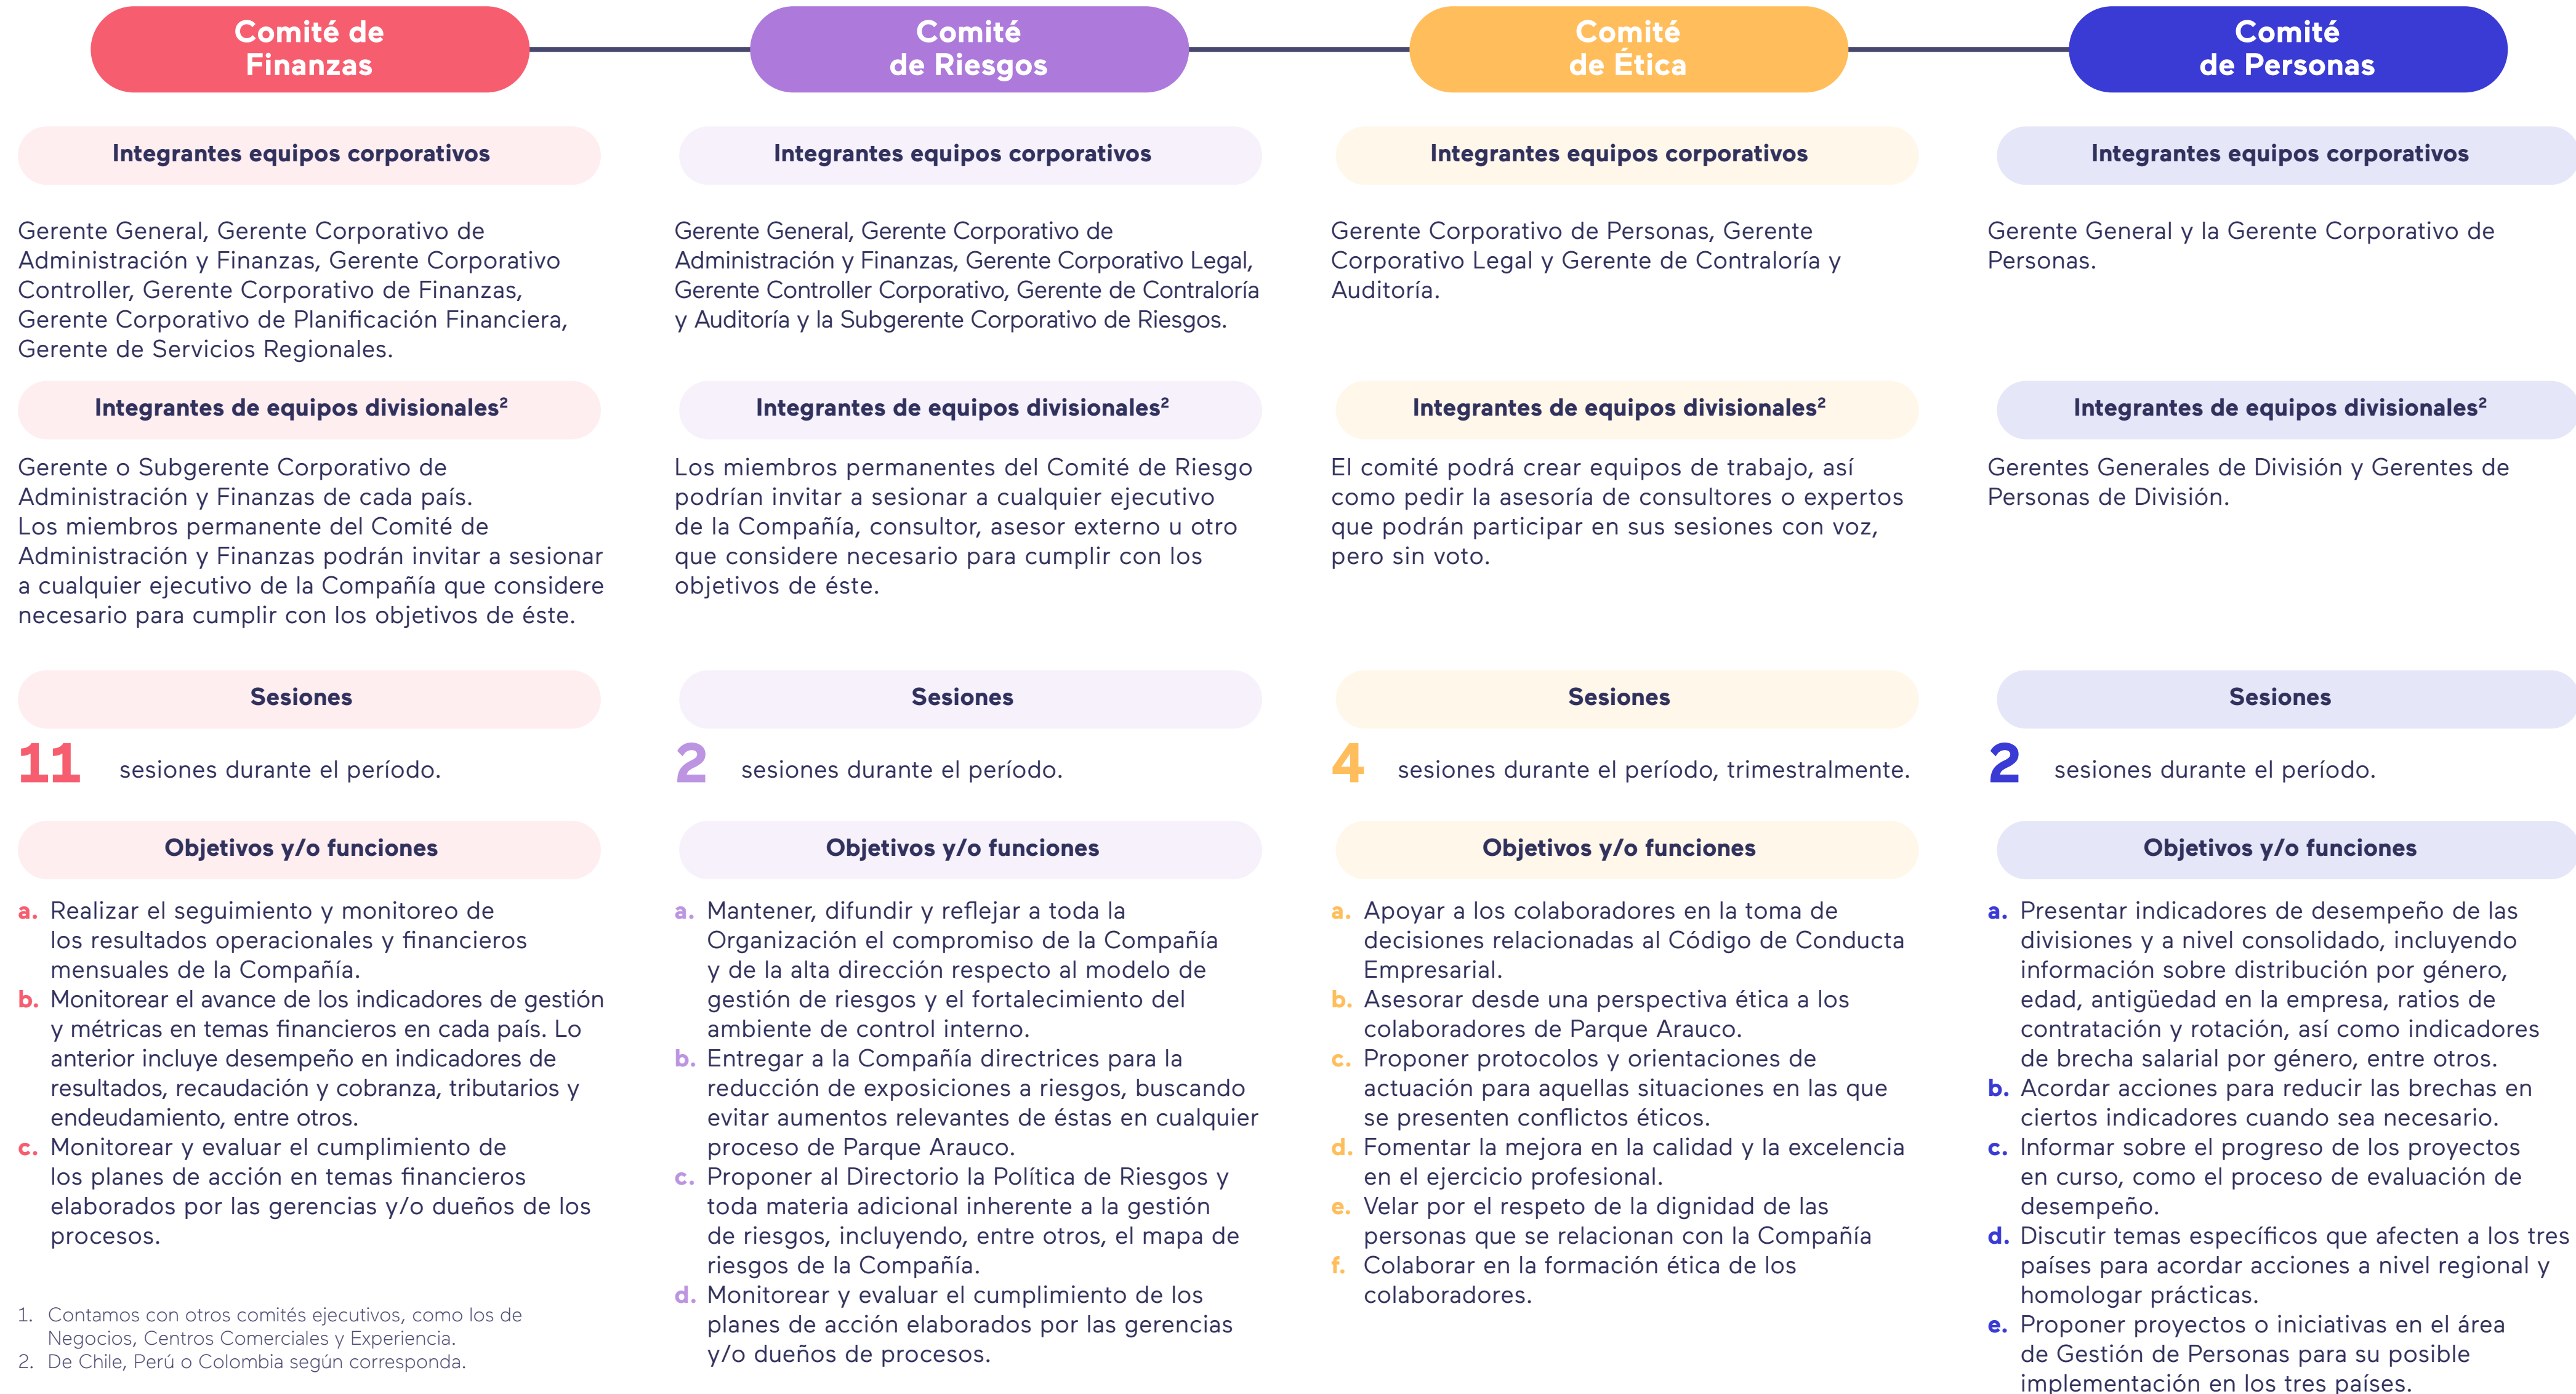 Comité de
Finanzas
Integrantes equipos corporativos
Gerente General, Gerente Corporativo de
Administración y Finanzas, Gerente Corporativo
Controller, Gerente Corporativo de Finanzas,
Gerente Corporativo de Planificación Financiera,
Gerente de Servicios Regionales.
Integrantes de equipos divisionales²
Gerente o Subgerente Corporativo de
Administración y Finanzas de cada país.
Los miembros permanente del Comité de
Administración y Finanzas podrán invitar a sesionar
a cualquier ejecutivo de la Compañía que considere
necesario para cumplir con los objetivos de éste.
Sesiones
11 sesiones durante el período.
Objetivos y/o funciones
a. Realizar el seguimiento y monitoreo de
los resultados operacionales y financieros
mensuales de la Compañía.
b. Monitorear el avance de los indicadores de gestión
y métricas en temas financieros en cada país. Lo
anterior incluye desempeño en indicadores de
resultados, recaudación y cobranza, tributarios y
endeudamiento, entre otros.
c. Monitorear y evaluar el cumplimiento de
los planes de acción en temas financieros
elaborados por las gerencias y/o dueños de los
procesos.
1. Contamos con otros comités ejecutivos, como los de
Negocios, Centros Comerciales y Experiencia.
2. De Chile, Perú o Colombia según corresponda.
Comité
de Riesgos
Integrantes equipos corporativos
Gerente General, Gerente Corporativo de
Administración y Finanzas, Gerente Corporativo Legal,
Gerente Controller Corporativo, Gerente de Contraloría
y Auditoría y la Subgerente Corporativo de Riesgos.
Integrantes de equipos divisionales²
Los miembros permanentes del Comité de Riesgo
podrían invitar a sesionar a cualquier ejecutivo
de la Compañía, consultor, asesor externo u otro
que considere necesario para cumplir con los
objetivos de éste.
Sesiones
2 sesiones durante el período.
Objetivos y/o funciones
a. Mantener, difundir y reflejar a toda la
Organización el compromiso de la Compañía
y de la alta dirección respecto al modelo de
gestión de riesgos y el fortalecimiento del
ambiente de control interno.
b. Entregar a la Compañía directrices para la
reducción de exposiciones a riesgos, buscando
evitar aumentos relevantes de éstas en cualquier
proceso de Parque Arauco.
c. Proponer al Directorio la Política de Riesgos y
toda materia adicional inherente a la gestión
de riesgos, incluyendo, entre otros, el mapa de
riesgos de la Compañía.
d. Monitorear y evaluar el cumplimiento de los
planes de acción elaborados por las gerencias
y/o dueños de procesos.
Comité
de Ética
Integrantes equipos corporativos
Gerente Corporativo de Personas, Gerente
Corporativo Legal y Gerente de Contraloría y
Auditoría.
Integrantes de equipos divisionales²
El comité podrá crear equipos de trabajo, así
como pedir la asesoría de consultores o expertos
que podrán participar en sus sesiones con voz,
pero sin voto.
Sesiones
4 sesiones durante el período, trimestralmente.
Objetivos y/o funciones
a. Apoyar a los colaboradores en la toma de
decisiones relacionadas al Código de Conducta
Empresarial.
b. Asesorar desde una perspectiva ética a los
colaboradores de Parque Arauco.
c. Proponer protocolos y orientaciones de
actuación para aquellas situaciones en las que
se presenten conflictos éticos.
d. Fomentar la mejora en la calidad y la excelencia
en el ejercicio profesional.
e. Velar por el respeto de la dignidad de las
personas que se relacionan con la Compañía
f. Colaborar en la formación ética de los
colaboradores.
Comité
de Personas
Integrantes equipos corporativos
Gerente General y la Gerente Corporativo de
Personas.
Integrantes de equipos divisionales²
Gerentes Generales de División y Gerentes de
Personas de División.
Sesiones
2 sesiones durante el período.
Objetivos y/o funciones
a. Presentar indicadores de desempeño de las
divisiones y a nivel consolidado, incluyendo
información sobre distribución por género,
edad, antigüedad en la empresa, ratios de
contratación y rotación, así como indicadores
de brecha salarial por género, entre otros.
b. Acordar acciones para reducir las brechas en
ciertos indicadores cuando sea necesario.
c. Informar sobre el progreso de los proyectos
en curso, como el proceso de evaluación de
desempeño.
d. Discutir temas específicos que afecten a los tres
países para acordar acciones a nivel regional y
homologar prácticas.
e. Proponer proyectos o iniciativas en el área
de Gestión de Personas para su posible
implementación en los tres países.